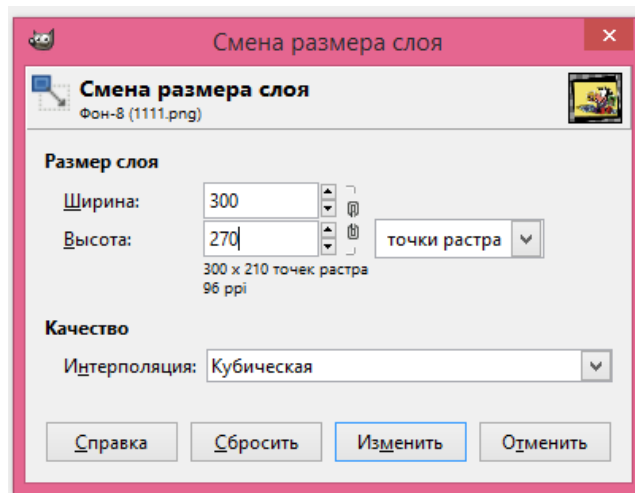 Смена размера слоя
×
Смена размера слоя
Фон-8 (1111.png)
Размер слоя
Ширина: 300
Высота: 270 точки растра
300 x 210 точек растра
96 ppi
Качество
Интерполяция: Кубическая
Справка Сбросить Изменить Отменить